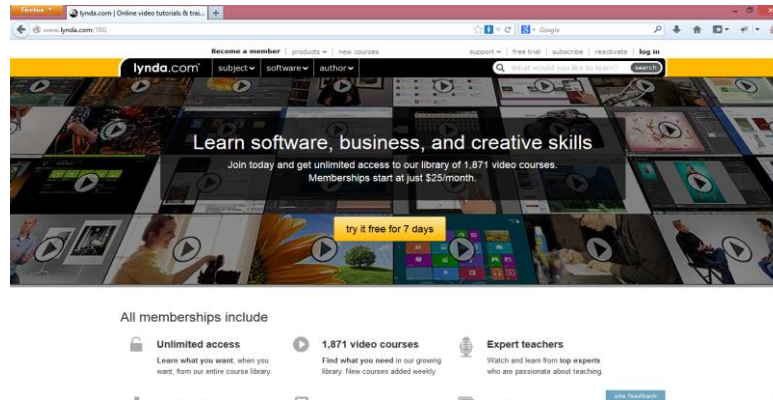 Firefox
lynda.com | Online video tutorials & trai...
www.lynda.com/18G
Google
Become a member | products | new courses
support | free trial | subscribe | reactivate | log in
lynda.com
subject software author
What would you like to learn? search
Learn software, business, and creative skills
Join today and get unlimited access to our library of 1,871 video courses.
Memberships start at just $25/month.
try it free for 7 days
All memberships include
Unlimited access
Learn what you want, when you
want, from our entire course library.
1,871 video courses
Find what you need in our growing
library. New courses added weekly.
Expert teachers
Watch and learn from top experts
who are passionate about teaching.
site feedback